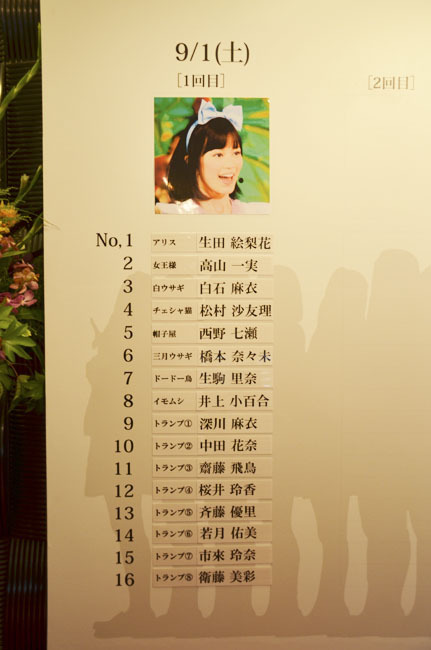 9/1(土)
[1回目] [2回目]
No,1 アリス 生田 絵梨花
2 女王様 高山 一実
3 白ウサギ 白石 麻衣
4 チェシャ猫 松村 沙友理
5 帽子屋 西野 七瀬
6 三月ウサギ 橋本 奈々未
7 ドードー鳥 生駒 里奈
8 イモムシ 井上 小百合
9 トランプ① 深川 麻衣
10 トランプ② 中田 花奈
11 トランプ③ 齋藤 飛鳥
12 トランプ④ 桜井 玲香
13 トランプ⑤ 斉藤 優里
14 トランプ⑥ 若月 佑美
15 トランプ⑦ 市來 玲奈
16 トランプ⑧ 衛藤 美彩